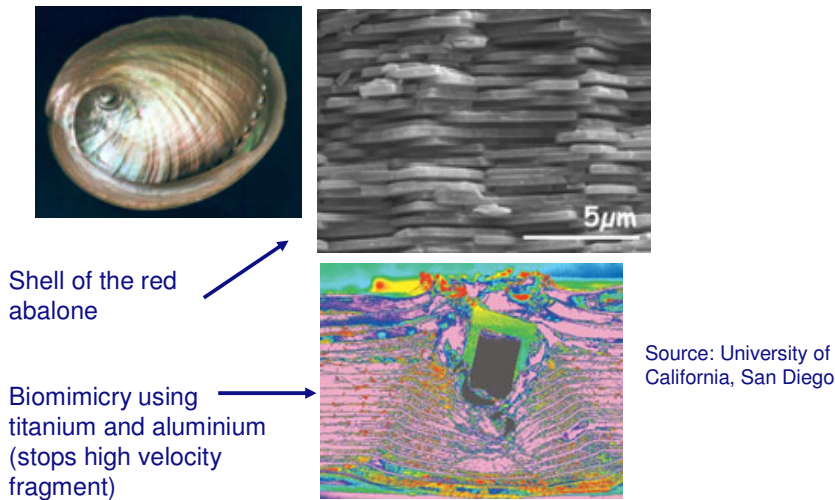 5µm
Shell of the red
abalone
Source: University of
California, San Diego
Biomimicry using
titanium and aluminium
(stops high velocity
fragment)